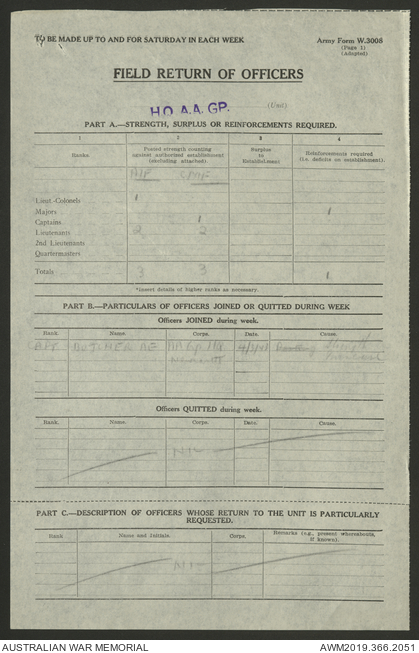 TO BE MADE UP TO AND FOR SATURDAY IN EACH WEEK
Army Form W.3008
(Page 1)
(Adapted)
FIELD RETURN OF OFFICERS
H.Q. A.A. GP.
(Unit)
PART A.—STRENGTH, SURPLUS OR REINFORCEMENTS REQUIRED.
1 2 3 4
Ranks Posted strength counting against authorized establishment (excluding attached). Surplus to Establishment Reinforcements required (i.e. deficits on establishment).
AIF CMF
Lieut-Colonels 1
Majors 1
Captains 1
Lieutenants 2 2
2nd Lieutenants
Quartermasters
Totals 3 3 1
*Insert details of higher ranks as necessary.
PART B.—PARTICULARS OF OFFICERS JOINED OR QUITTED DURING WEEK
Officers JOINED during week.
Rank. Name. Corps. Date. Cause.
AA Gp HQ
Officers QUITTED during week.
Rank. Name. Corps. Date. Cause.
NIL
PART C.—DESCRIPTION OF OFFICERS WHOSE RETURN TO THE UNIT IS PARTICULARLY REQUESTED.
Rank Name and Initials. Corps. Remarks (e.g., present whereabouts, if known).
NIL
AUSTRALIAN WAR MEMORIAL
AWM2019.366.2051